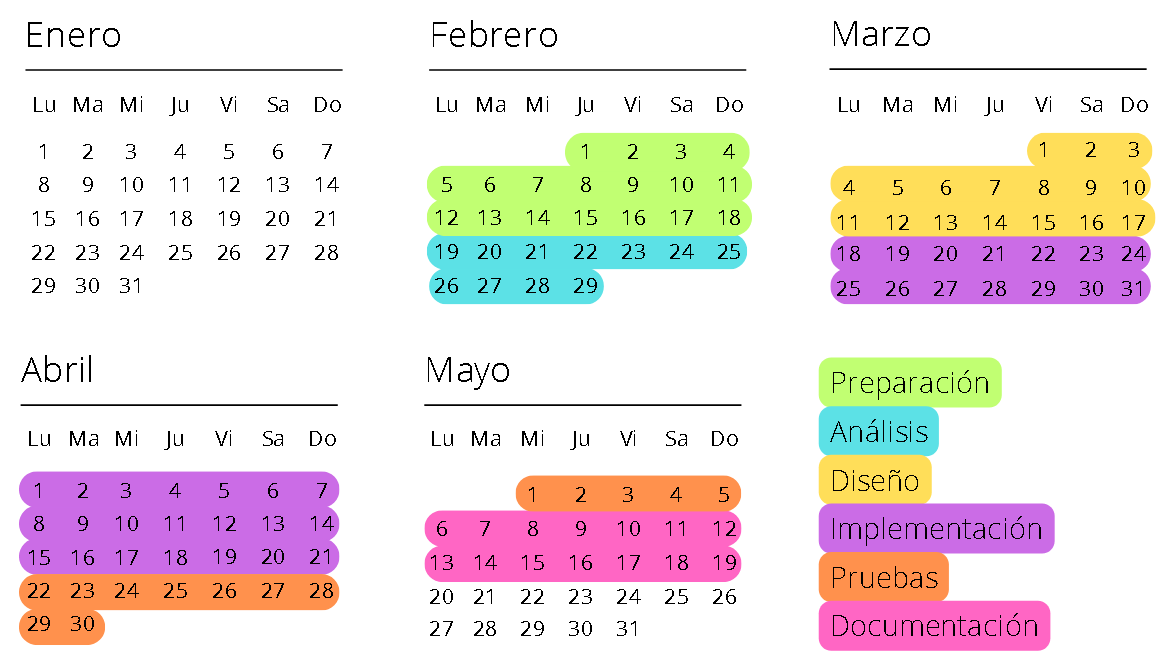 Enero
Lu Ma Mi Ju Vi Sa Do
1 2 3 4 5 6 7
8 9 10 11 12 13 14
15 16 17 18 19 20 21
22 23 24 25 26 27 28
29 30 31
Febrero
Lu Ma Mi Ju Vi Sa Do
1 2 3 4
5 6 7 8 9 10 11
12 13 14 15 16 17 18
19 20 21 22 23 24 25
26 27 28 29
Marzo
Lu Ma Mi Ju Vi Sa Do
1 2 3
4 5 6 7 8 9 10
11 12 13 14 15 16 17
18 19 20 21 22 23 24
25 26 27 28 29 30 31
Abril
Lu Ma Mi Ju Vi Sa Do
1 2 3 4 5 6 7
8 9 10 11 12 13 14
15 16 17 18 19 20 21
22 23 24 25 26 27 28
29 30
Mayo
Lu Ma Mi Ju Vi Sa Do
1 2 3 4 5
6 7 8 9 10 11 12
13 14 15 16 17 18 19
20 21 22 23 24 25 26
27 28 29 30 31
Preparación
Análisis
Diseño
Implementación
Pruebas
Documentación